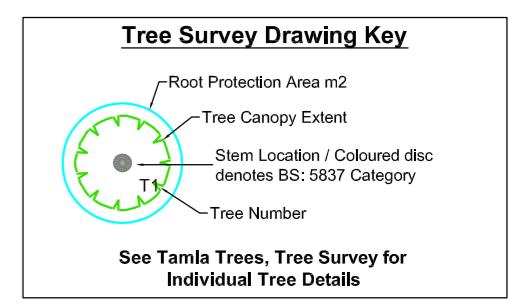 Tree Survey Drawing Key
Root Protection Area m2
Tree Canopy Extent
Stem Location / Coloured disc
denotes BS: 5837 Category
T1
Tree Number
See Tamla Trees, Tree Survey for
Individual Tree Details